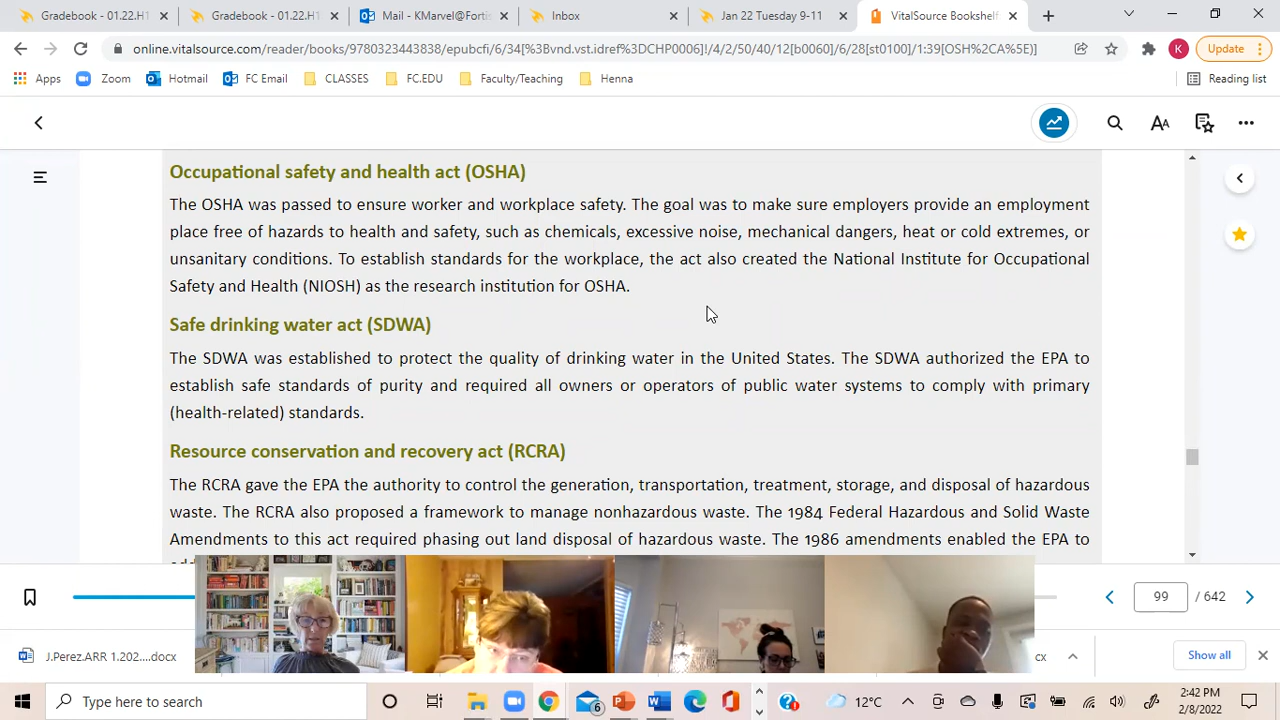 Gradebook - 01.22.H1
Gradebook - 01.22.H1
Mail - KMarvel@Fortis
Inbox
Jan 22 Tuesday 9-11
VitalSource Bookshelf
online.vitalsource.com/reader/books/9780323443838/epubcfi/6/34[%3Bvnd.vst.idref%3DCHP0006]!/4/2/50/40/12[b0060]/6/28[st0100]/1:39[OSH%2CA%5E)]
K
Update
Apps
Zoom
Hotmail
FC Email
CLASSES
FC.EDU
Faculty/Teaching
Henna
Reading list
AA
Occupational safety and health act (OSHA)
The OSHA was passed to ensure worker and workplace safety. The goal was to make sure employers provide an employment
place free of hazards to health and safety, such as chemicals, excessive noise, mechanical dangers, heat or cold extremes, or
unsanitary conditions. To establish standards for the workplace, the act also created the National Institute for Occupational
Safety and Health (NIOSH) as the research institution for OSHA.
Safe drinking water act (SDWA)
The SDWA was established to protect the quality of drinking water in the United States. The SDWA authorized the EPA to
establish safe standards of purity and required all owners or operators of public water systems to comply with primary
(health-related) standards.
Resource conservation and recovery act (RCRA)
The RCRA gave the EPA the authority to control the generation, transportation, treatment, storage, and disposal of hazardous
waste. The RCRA also proposed a framework to manage nonhazardous waste. The 1984 Federal Hazardous and Solid Waste
Amendments to this act required phasing out land disposal of hazardous waste. The 1986 amendments enabled the EPA to
99 / 642
J.Perez.ARR 1.202....docx
cx
Show all
Type here to search
6
12°C
2:42 PM
2/8/2022